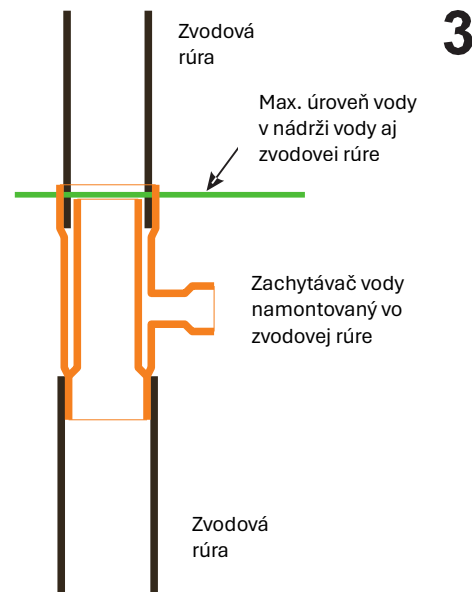 3
Zvodová
rúra
Max. úroveň vody
v nádrži vody aj
zvodovei rúre
Zachytávač vody
namontovaný vo
zvodovej rúre
Zvodová
rúra